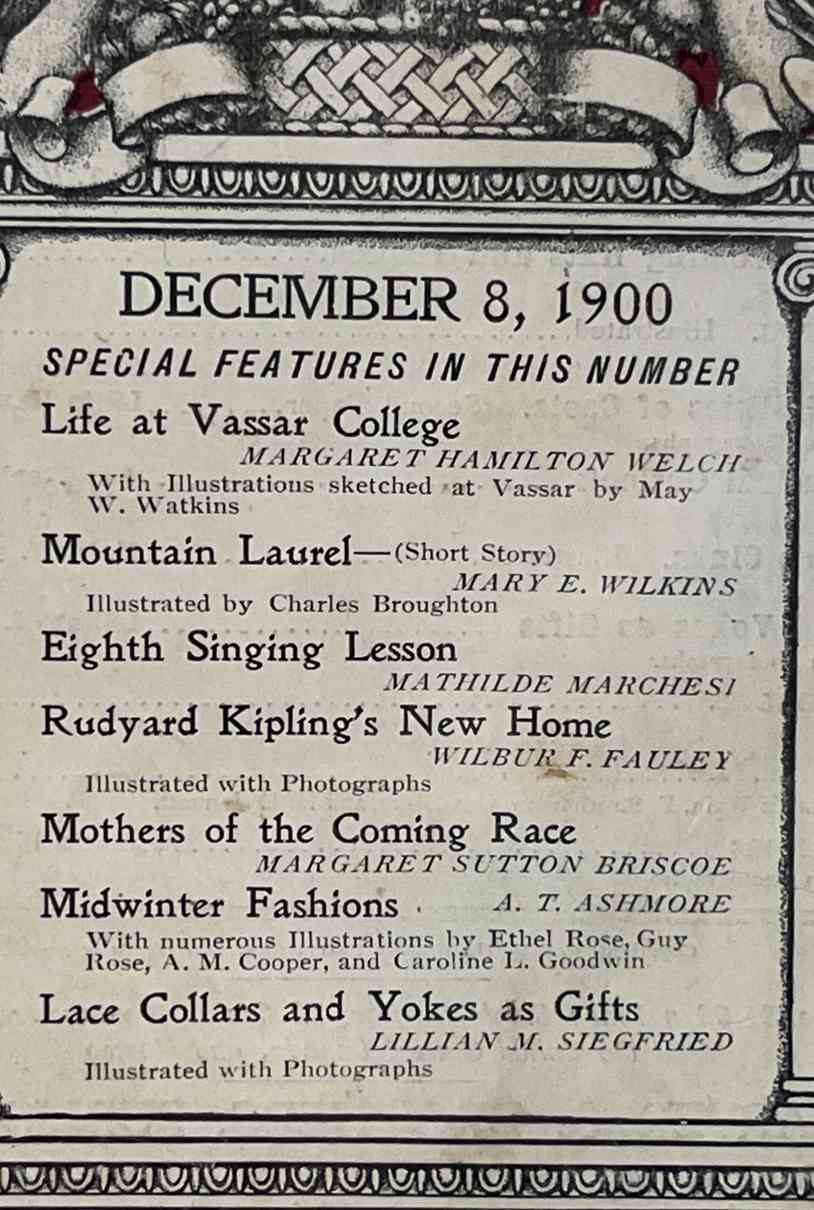 DECEMBER 8, 1900
SPECIAL FEATURES IN THIS NUMBER
Life at Vassar College
MARGARET HAMILTON WELCH
With Illustrations sketched at Vassar by May
W. Watkins
Mountain Laurel—(Short Story)
MARY E. WILKINS
Illustrated by Charles Broughton
Eighth Singing Lesson
MATHILDE MARCHESI
Rudyard Kipling's New Home
WILBUR F. FAULEY
Illustrated with Photographs
Mothers of the Coming Race
MARGARET SUTTON BRISCOE
Midwinter Fashions A. T. ASHMORE
With numerous Illustrations by Ethel Rose, Guy
Rose, A. M. Cooper, and Caroline L. Goodwin
Lace Collars and Yokes as Gifts
LILLIAN M. SIEGFRIED
Illustrated with Photographs